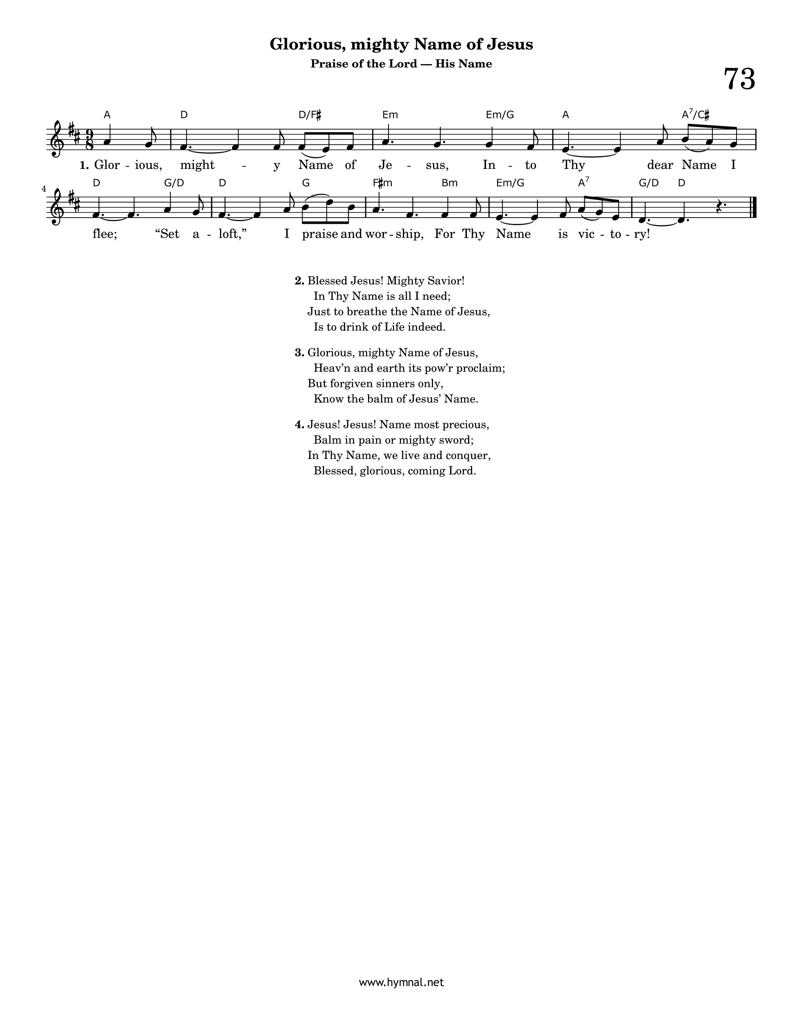 Glorious, mighty Name of Jesus
Praise of the Lord — His Name
73
A D D/F♯ Em Em/G A A7/C♯
9
8
1. Glor - ious, might - y Name of Je - sus, In - to Thy dear Name I
4
D G/D D G F♯m Bm Em/G A7 G/D D
flee; “Set a - loft,” I praise and wor - ship, For Thy Name is vic - to - ry!
2. Blessed Jesus! Mighty Savior!
In Thy Name is all I need;
Just to breathe the Name of Jesus,
Is to drink of Life indeed.
3. Glorious, mighty Name of Jesus,
Heav’n and earth its pow’r proclaim;
But forgiven sinners only,
Know the balm of Jesus’ Name.
4. Jesus! Jesus! Name most precious,
Balm in pain or mighty sword;
In Thy Name, we live and conquer,
Blessed, glorious, coming Lord.
www.hymnal.net